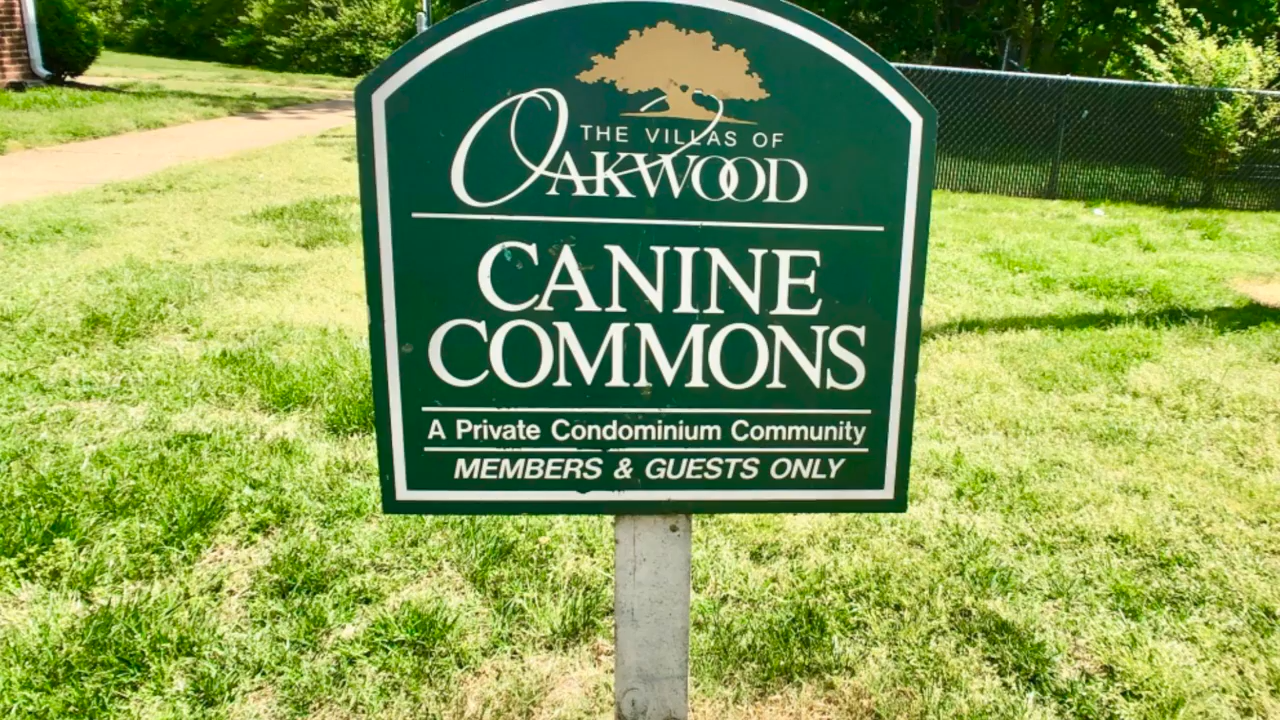 THE VILLAS OF
OAKWOOD
CANINE
COMMONS
A Private Condominium Community
MEMBERS & GUESTS ONLY